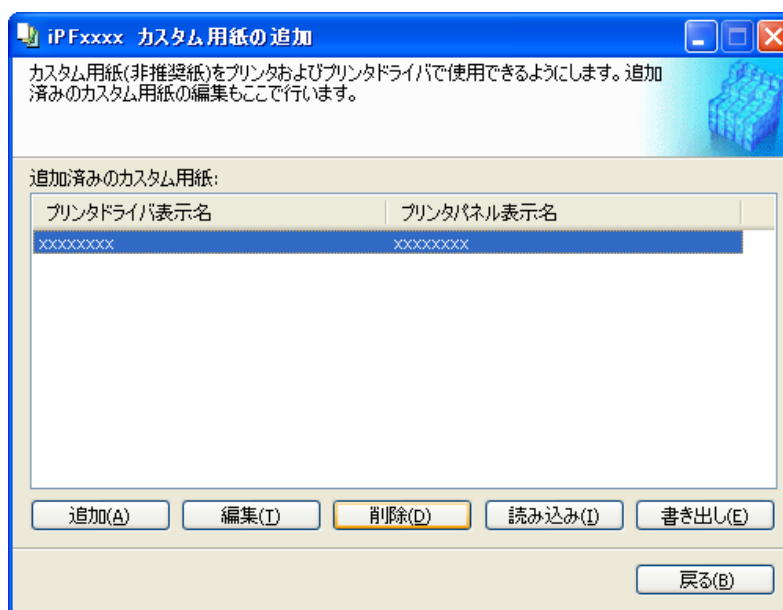 iPFxxxx カスタム用紙の追加
カスタム用紙(非推奨紙)をプリンタおよびプリンタドライバで使用できるようにします。追加
済みのカスタム用紙の編集もここで行います。
追加済みのカスタム用紙:
プリンタドライバ表示名 プリンタパネル表示名
xxxxxxxx xxxxxxxx
追加(A) 編集(T) 削除(D) 読み込み(I) 書き出し(E)
戻る(B)